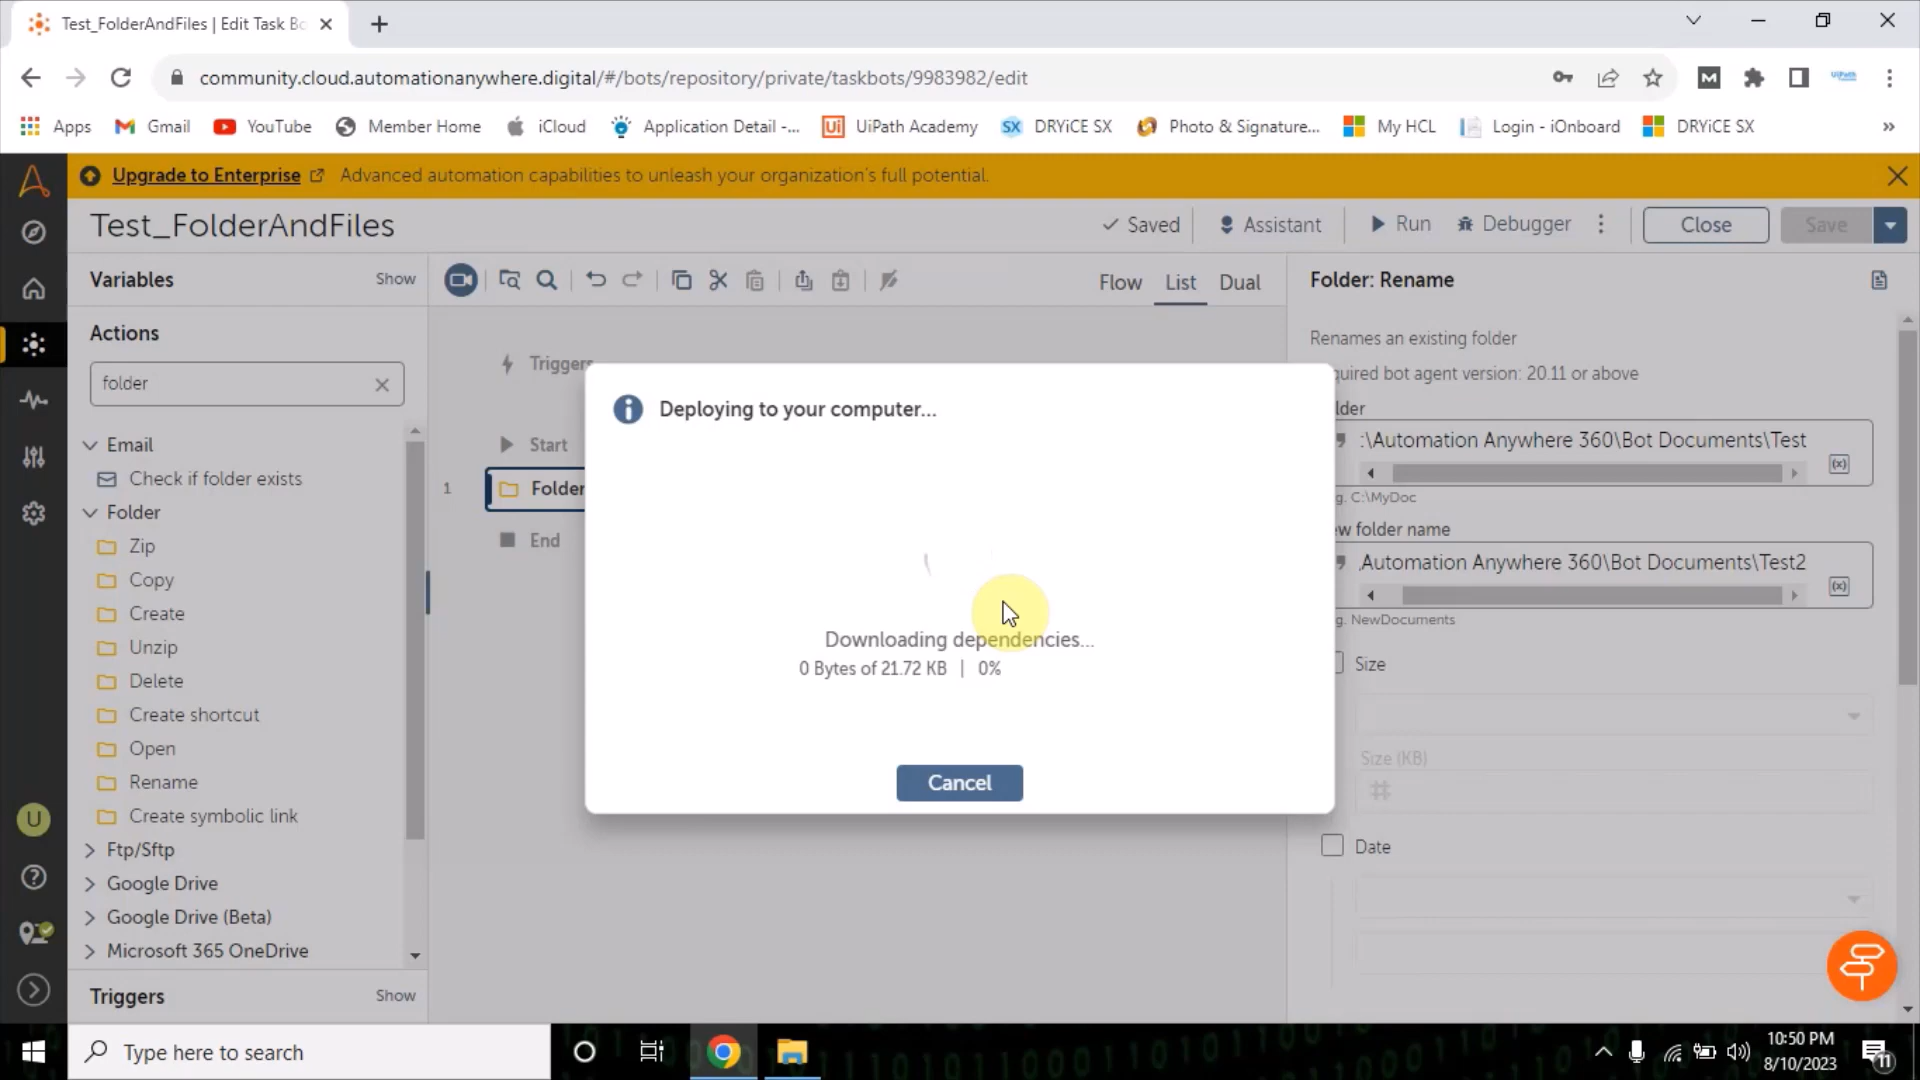 Test_FolderAndFiles | Edit Task Bo
community.cloud.automationanywhere.digital/#/bots/repository/private/taskbots/9983982/edit
Apps
Gmail
YouTube
Member Home
iCloud
Application Detail -...
UiPath Academy
DRYiCE SX
Photo & Signature...
My HCL
Login - iOnboard
DRYiCE SX
»
Upgrade to Enterprise
Advanced automation capabilities to unleash your organization's full potential.
Test_FolderAndFiles
Saved
Assistant
Run
Debugger
Close
Save
Variables
Show
Flow
List
Dual
Folder: Rename
Actions
folder
Renames an existing folder
quired bot agent version: 20.11 or above
Triggers
Email
Check if folder exists
Folder
Zip
Copy
Create
Unzip
Delete
Create shortcut
Open
Rename
Create symbolic link
Ftp/Sftp
Google Drive
Google Drive (Beta)
Microsoft 365 OneDrive
Triggers
Show
Start
1
Folder
End
Deploying to your computer...
Downloading dependencies...
0 Bytes of 21.72 KB | 0%
Cancel
lder
:\Automation Anywhere 360\Bot Documents\Test
(x)
g. C:\MyDoc
w folder name
Automation Anywhere 360\Bot Documents\Test2
(x)
g. NewDocuments
Size
Size (KB)
Date
U
Type here to search
10:50 PM
8/10/2023
11